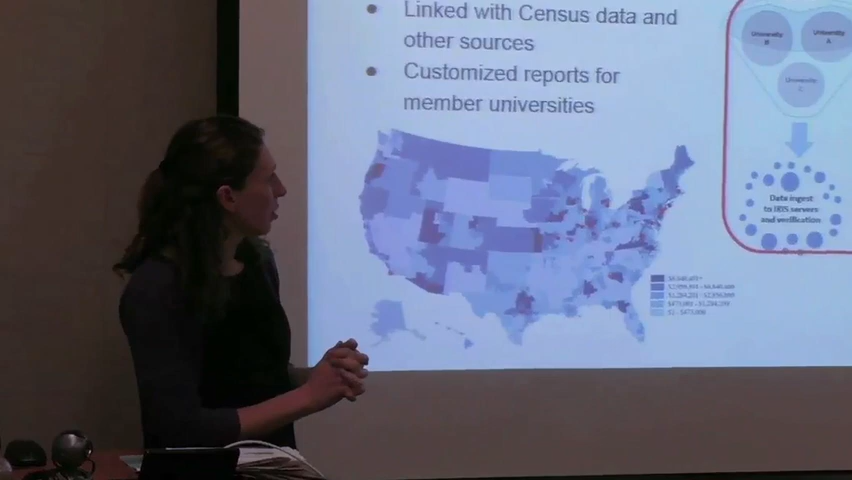 Linked with Census data and
other sources
Customized reports for
member universities
University
B
University
A
University
Data ingest
to IRIS servers
and verification